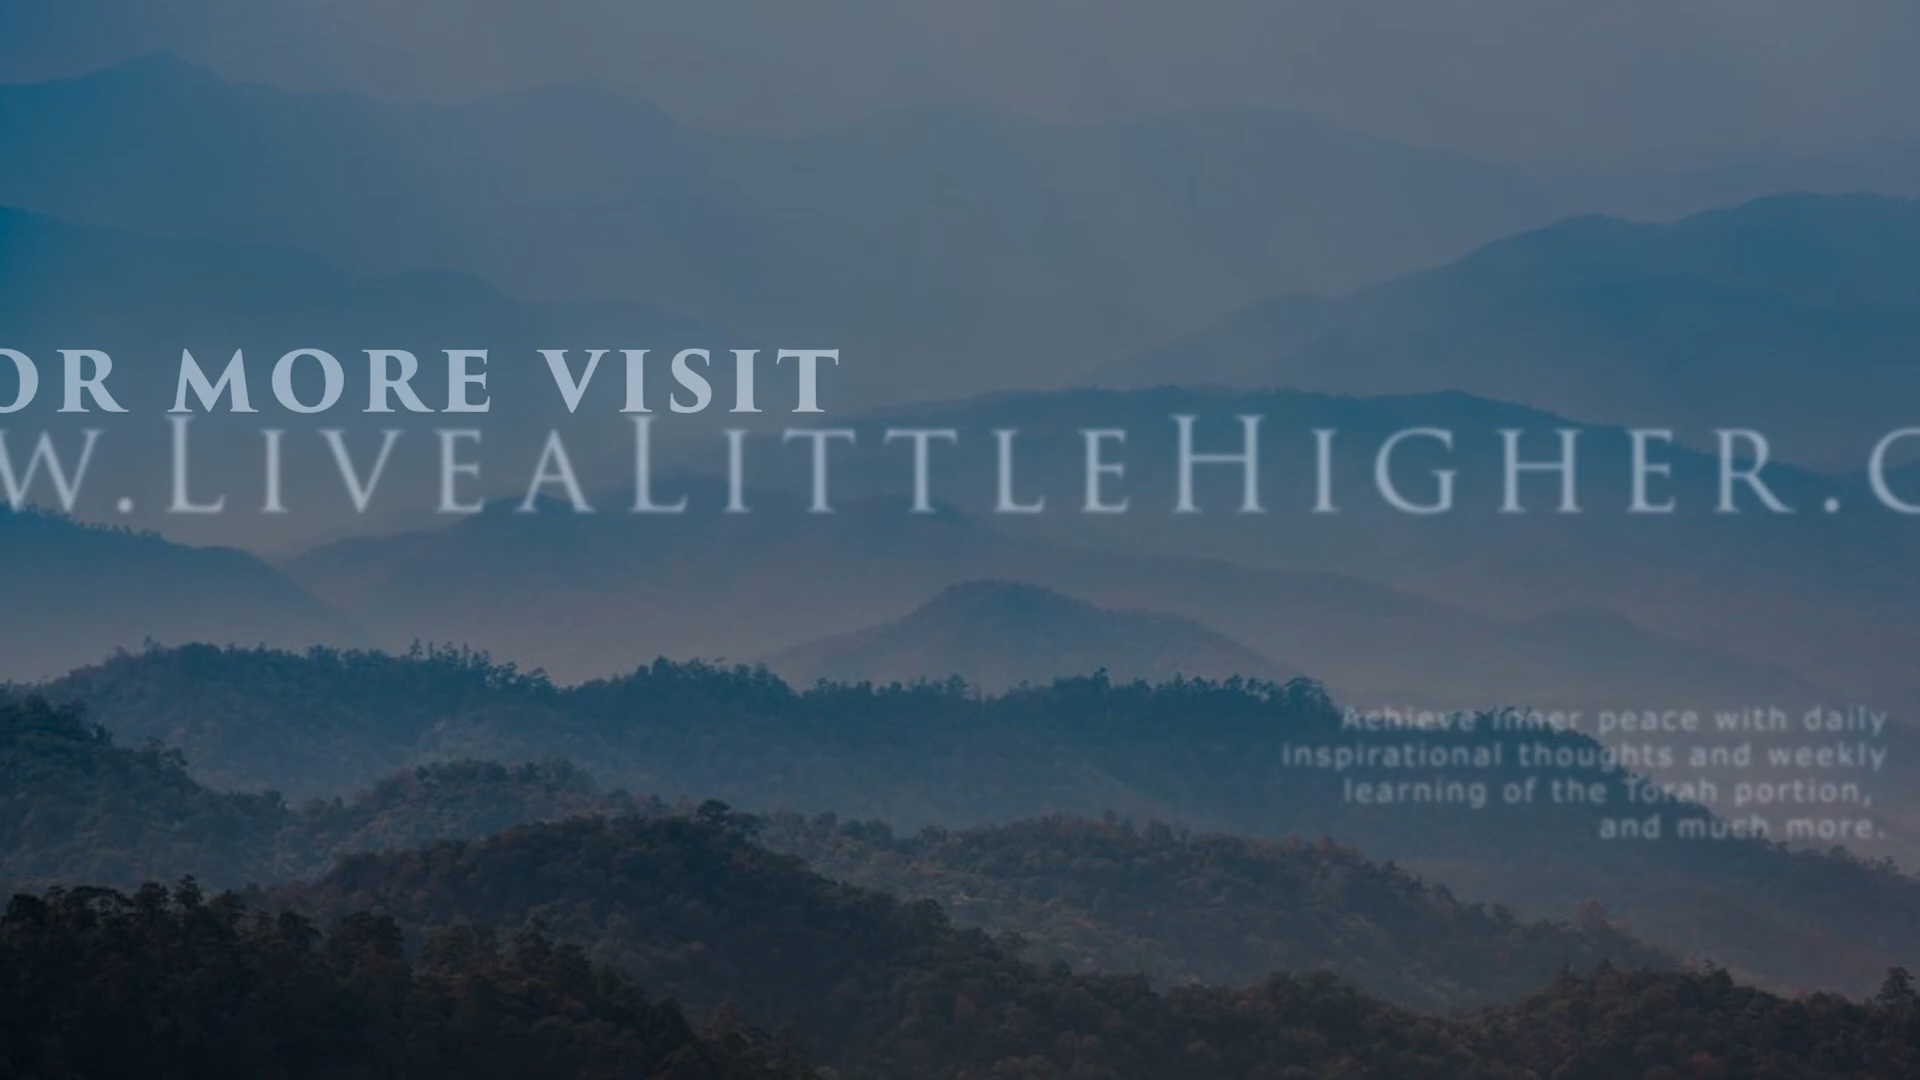 OR MORE VISIT
W.LIVEALITTLEHIGHER.C
Achieve inner peace with daily
inspirational thoughts and weekly
learning of the Torah portion,
and much more.